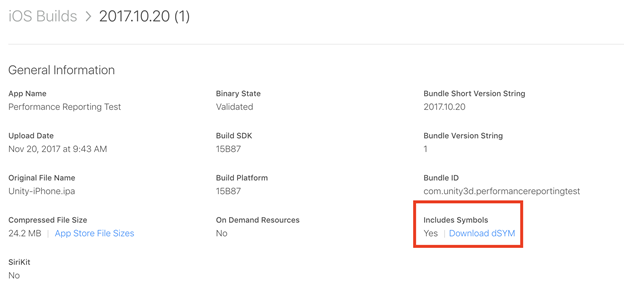 iOS Builds > 2017.10.20 (1)
General Information
App Name
Performance Reporting Test
Binary State
Validated
Bundle Short Version String
2017.10.20
Upload Date
Nov 20, 2017 at 9:43 AM
Build SDK
15B87
Bundle Version String
1
Original File Name
Unity-iPhone.ipa
Build Platform
15B87
Bundle ID
com.unity3d.performancereportingtest
Compressed File Size
24.2 MB | App Store File Sizes
On Demand Resources
No
Includes Symbols
Yes | Download dSYM
SiriKit
No